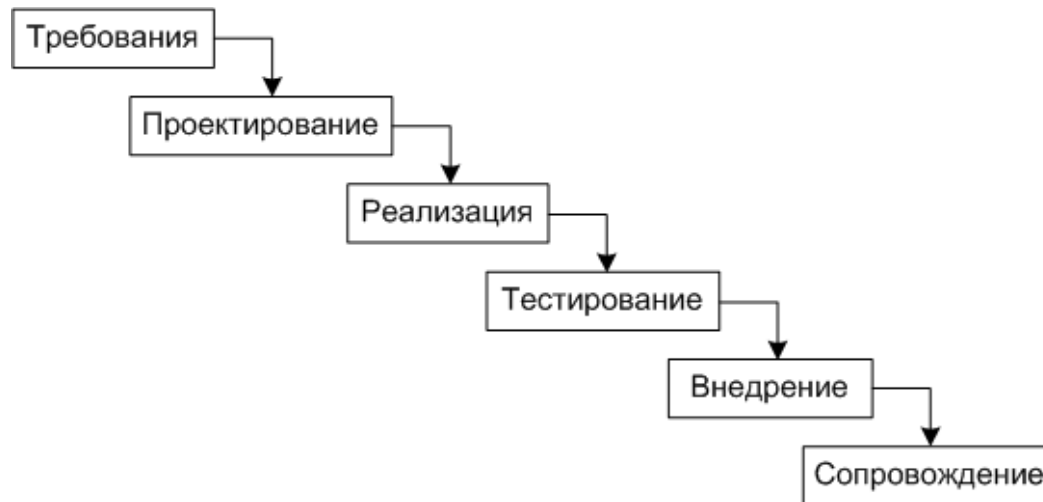 Требования
Проектирование
Реализация
Тестирование
Внедрение
Сопровождение